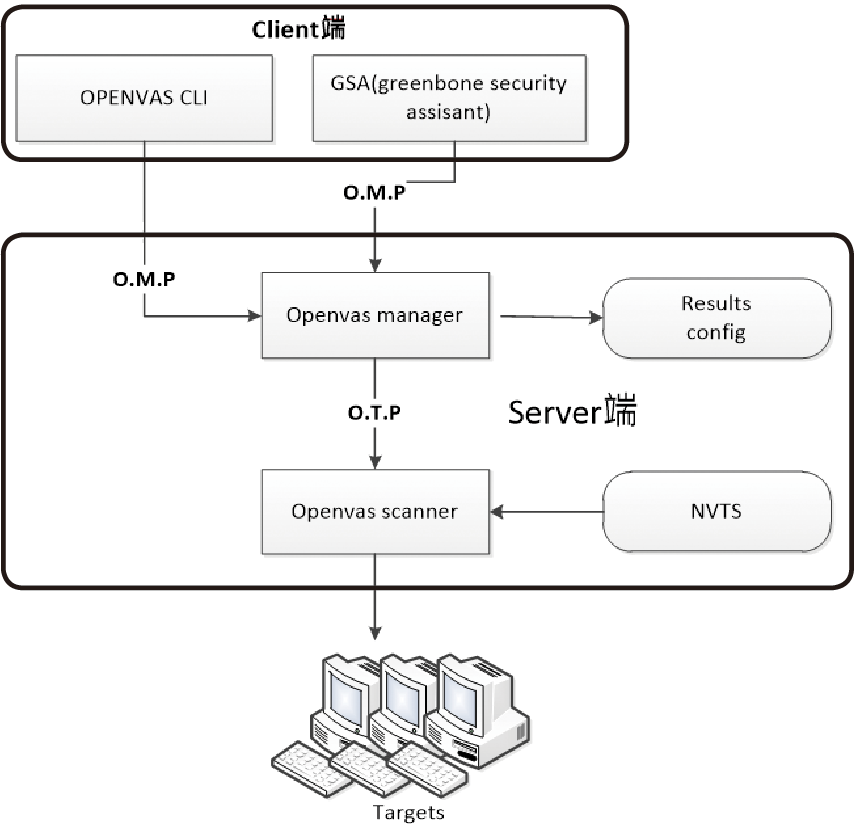 Client端
OPENVAS CLI
GSA(greenbone security
assisant)
O.M.P
O.M.P
Openvas manager
Results
config
O.T.P
Server端
Openvas scanner
NVTS
Targets